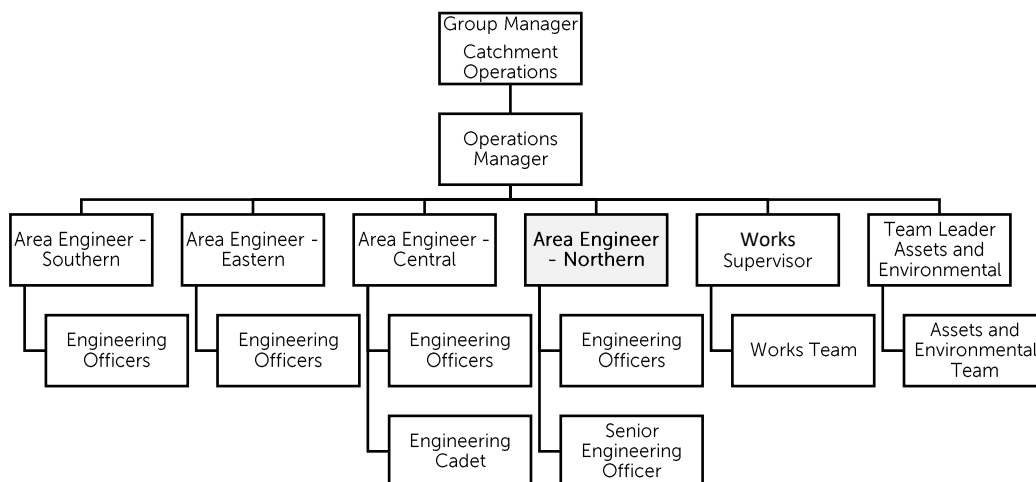 Group Manager
Catchment
Operations
Operations
Manager
Area Engineer -
Southern
Area Engineer -
Eastern
Area Engineer -
Central
Area Engineer
- Northern
Works
Supervisor
Team Leader
Assets and
Environmental
Engineering
Officers
Engineering
Officers
Engineering
Officers
Engineering
Officers
Works Team
Assets and
Environmental
Team
Engineering
Cadet
Senior
Engineering
Officer